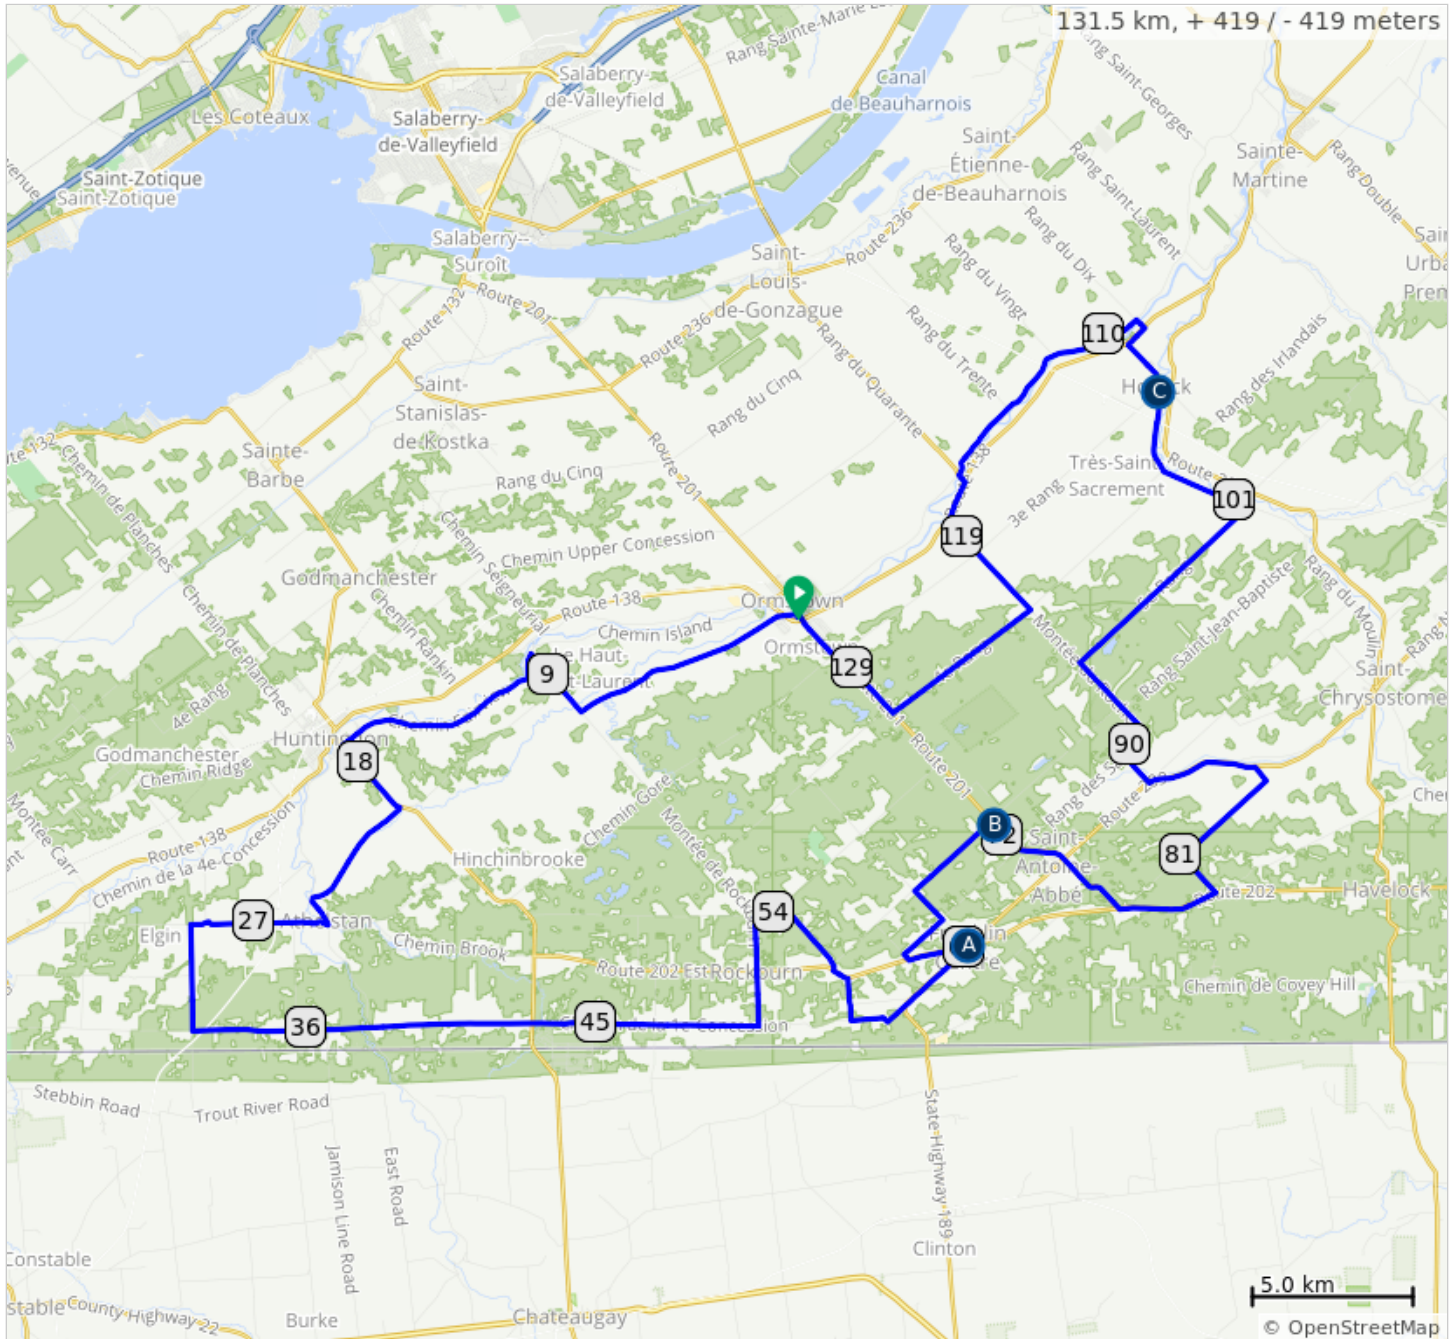 131.5 km, + 419 / - 419 meters
Rang Sainte-Marie
Rang Saint-Georges
Canal
de Beauharnois
Les Coteaux
Salaberry-
de-Valleyfield
Salaberry-
de-Valleyfield
Saint-Zotique
Saint-Zotique
Saint-
Étienne-
de-Beauharnois
Rang Saint-Laurent
Sainte-
Martine
Rang Double
Rang du Dix
Route 236
Rang du Vingt
Salaberry--
Suroît
Saint-
Louis-
de-Gonzague
Route 132
Route 201
Route 236
Rang du Trente
Rang du Quarante
110
C
Rang des Irlandais
Saint-
Stanislas-
de Kostka
Rang du Cinq
Route 201
Rang du Cinq
Sainte-
Barbe
Chemin de Planches
Très-Saint-
Sacrement
3e Rang
101
119
Chemin Seigneurial
Chemin Upper Concession
Godmanchester
Chemin de Planches
Chemin Rankin
Route 138
Chemin Island
Rang Saint-Jean-Baptiste
Rang du Moulin
129
9
4e Rang
Saint-
Chrysostome
Godmanchester
Chemin Ridge
18
90
Route 201
Route 138
Chemin de la 4e-Concession
Montée Carr
Chemin Gore
Hinchinbrooke
B
Saint-
Antoine-
Abbé
81
Route 202
Havelock
27
Elgin
54
Chemin Brook
Route 202 Est
A
Chemin de Covey Hill
36
45
Stebbin Road
Trout River Road
Jamison Line Road
East Road
State Highway 189
Clinton
Constable
County Highway 22
Burke
Chateaugay
5.0 km
© OpenStreetMap